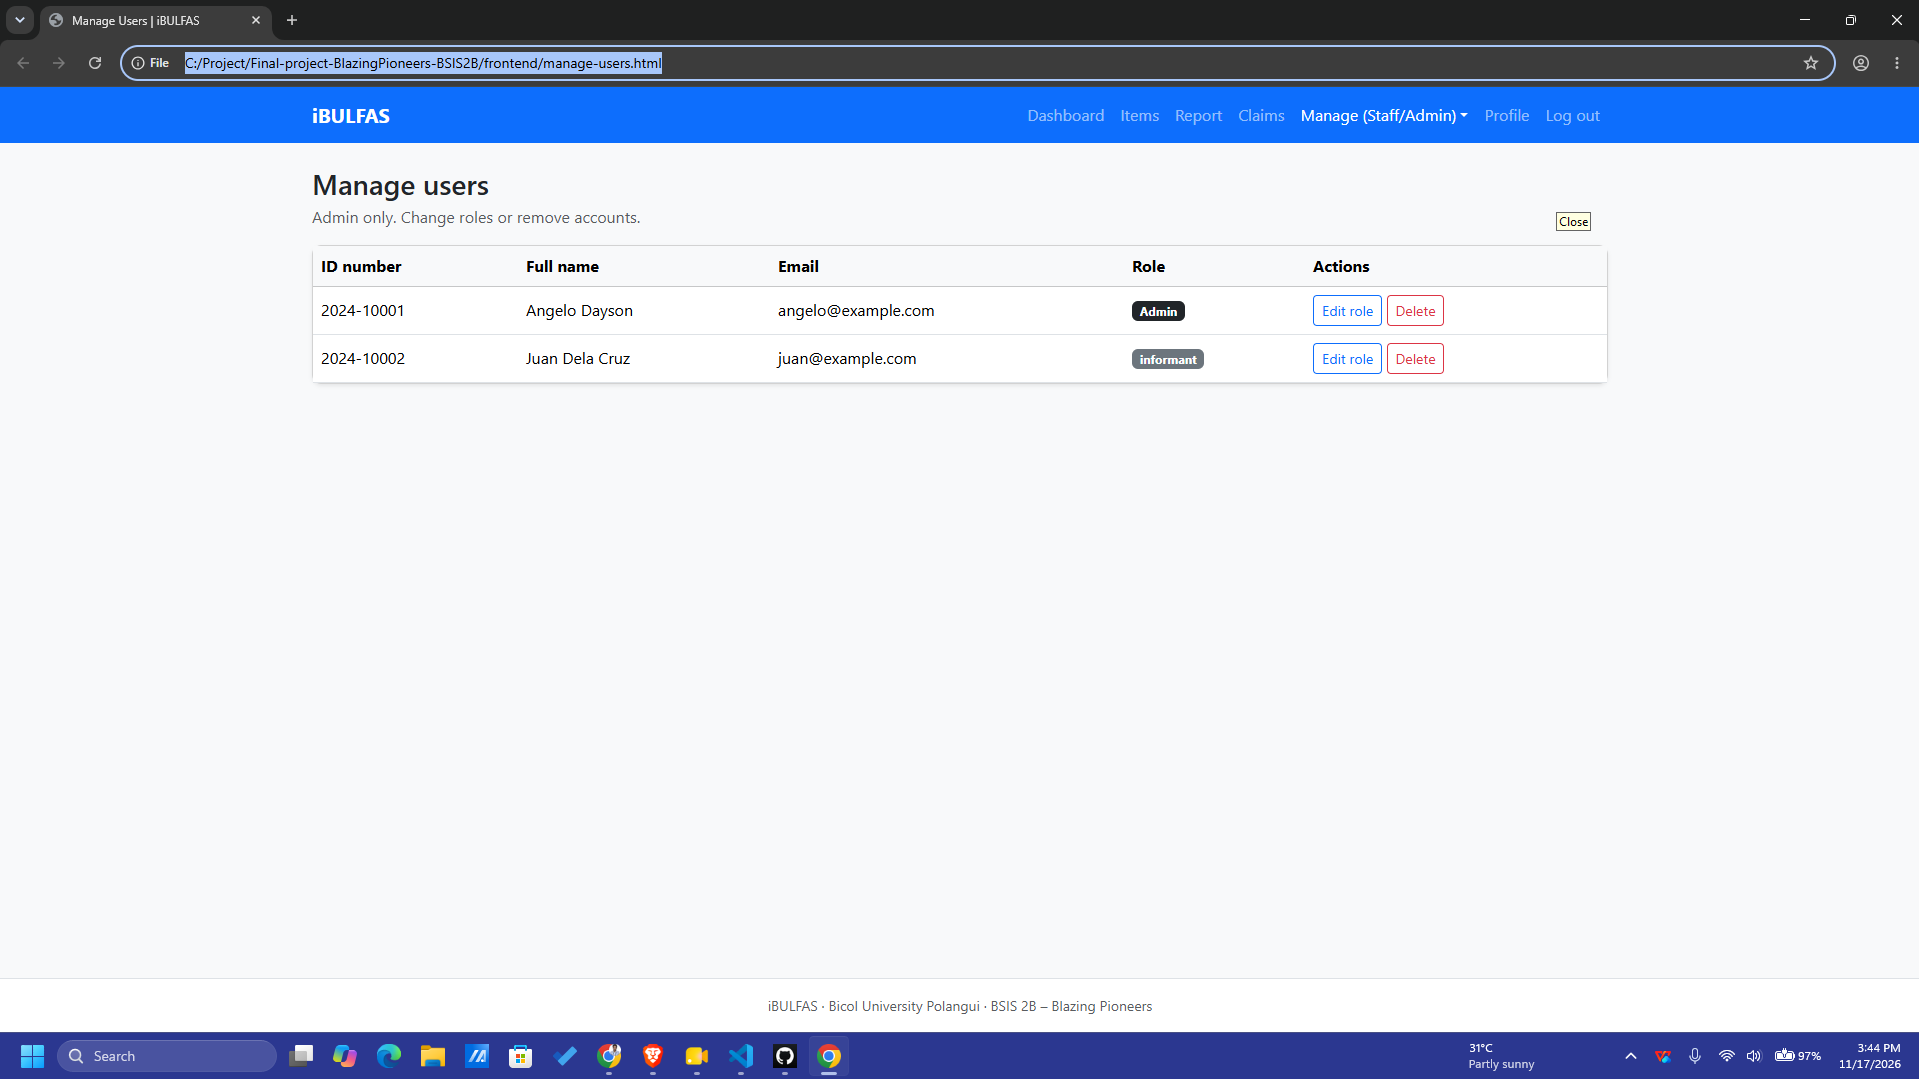 Manage Users | iBULFAS
File C:/Project/Final-project-BlazingPioneers-BSIS2B/frontend/manage-users.html
iBULFAS Dashboard Items Report Claims Manage (Staff/Admin) Profile Log out
Manage users
Admin only. Change roles or remove accounts.
Close
ID number Full name Email Role Actions
2024-10001 Angelo Dayson angelo@example.com Admin Edit role Delete
2024-10002 Juan Dela Cruz juan@example.com informant Edit role Delete
iBULFAS · Bicol University Polangui · BSIS 2B – Blazing Pioneers
Search
31°C
Partly sunny
97%
3:44 PM
11/17/2026